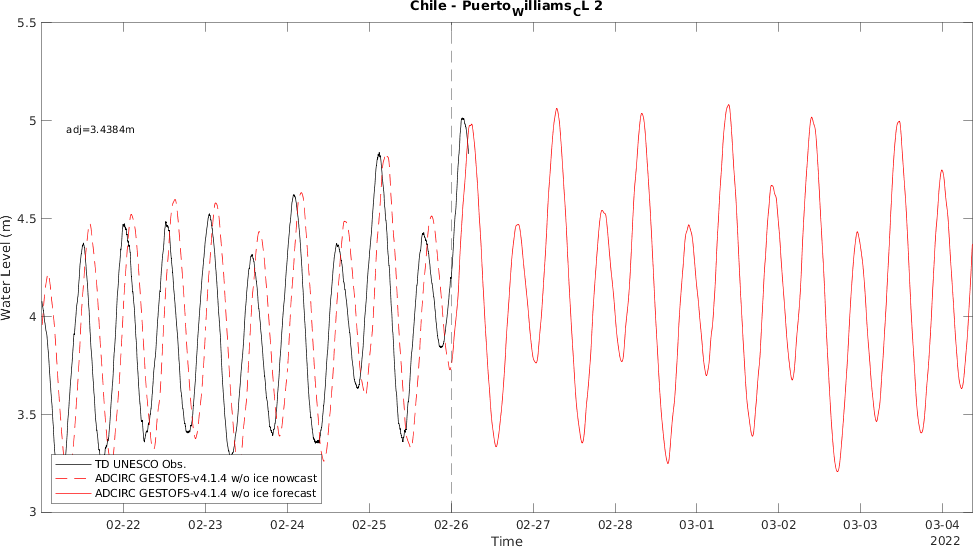 Chile - PuertoWilliamsCL 2
5.5
5
4.5
4
3.5
3
Water Level (m)
adj=3.4384m
TD UNESCO Obs.
ADCIRC GESTOFS-v4.1.4 w/o ice nowcast
ADCIRC GESTOFS-v4.1.4 w/o ice forecast
02-22 02-23 02-24 02-25 02-26 02-27 02-28 03-01 03-02 03-03 03-04
Time 2022